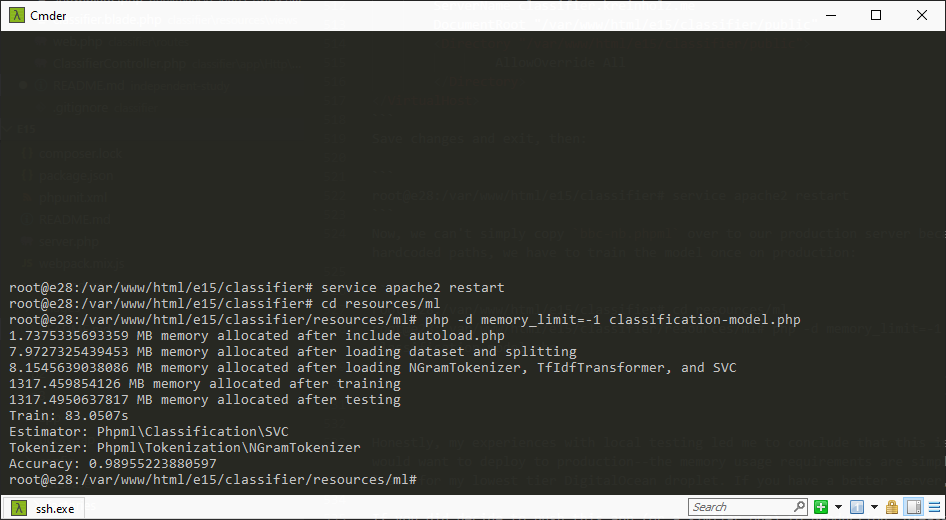 Cmder
root@e28:/var/www/html/e15/classifier# service apache2 restart
root@e28:/var/www/html/e15/classifier# cd resources/ml
root@e28:/var/www/html/e15/classifier/resources/ml# php -d memory_limit=-1 classification-model.php
1.7375335693359 MB memory allocated after include autoload.php
7.9727325439453 MB memory allocated after loading dataset and splitting
8.1545639038086 MB memory allocated after loading NGramTokenizer, TfIdfTransformer, and SVC
1317.459854126 MB memory allocated after training
1317.4950637817 MB memory allocated after testing
Train: 83.0507s
Estimator: Phpml\Classification\SVC
Tokenizer: Phpml\Tokenization\NGramTokenizer
Accuracy: 0.98955223880597
root@e28:/var/www/html/e15/classifier/resources/ml#
ssh.exe
Search